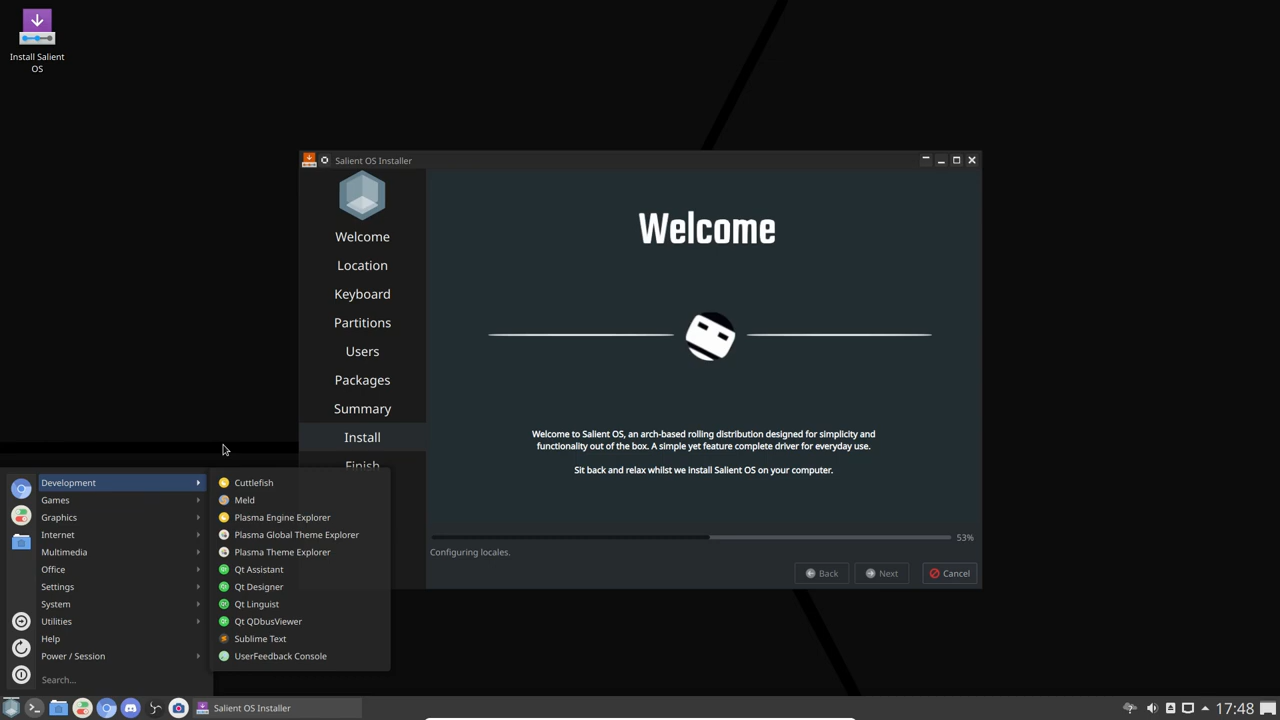 Install Salient
OS
Salient OS Installer
Welcome
Location
Keyboard
Partitions
Users
Packages
Summary
Install
Finish
Welcome
Welcome to Salient OS, an arch-based rolling distribution designed for simplicity and
functionality out of the box. A simple yet feature complete driver for everyday use.
Sit back and relax whilst we install Salient OS on your computer.
53%
Configuring locales.
Back
Next
Cancel
Development
Games
Graphics
Internet
Multimedia
Office
Settings
System
Utilities
Help
Power / Session
Search...
Cuttlefish
Meld
Plasma Engine Explorer
Plasma Global Theme Explorer
Plasma Theme Explorer
Qt Assistant
Qt Designer
Qt Linguist
Qt QDbusViewer
Sublime Text
UserFeedback Console
Salient OS Installer
17:48